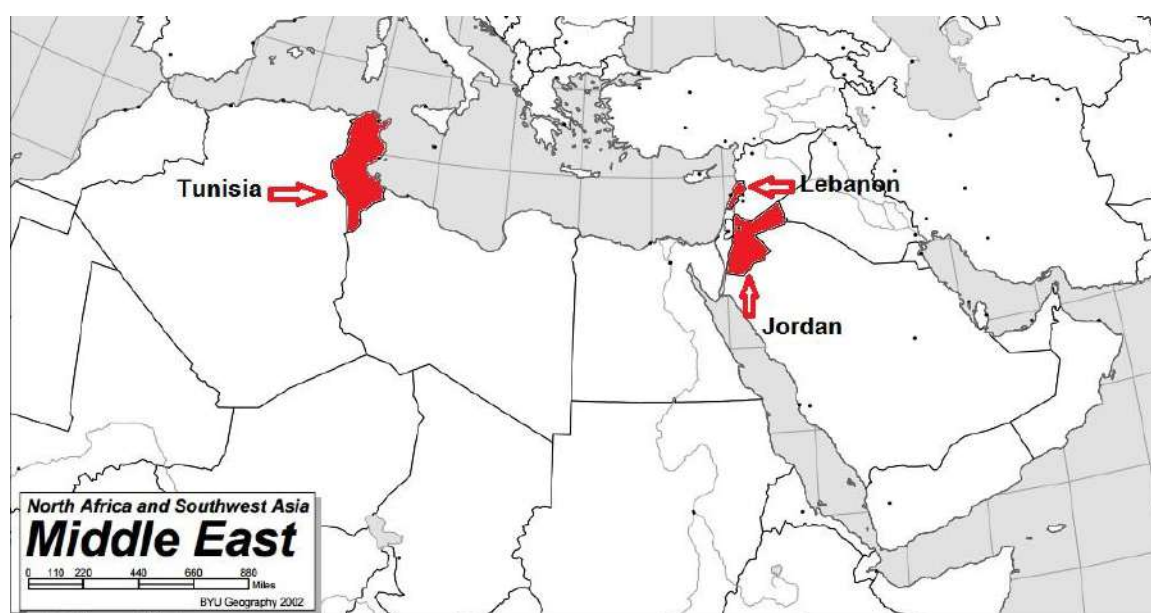 Tunisia
Lebanon
Jordan
North Africa and Southwest Asia
Middle East
0 110 220 440 660 880
Miles
BYU Geography 2002